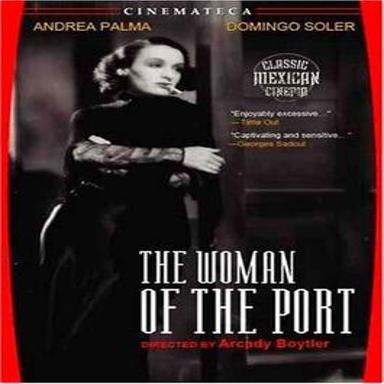 CINEMATECA
ANDREA PALMA DOMINGO SOLER
CLASSIC
MEXICAN
CINEMA
"Enjoyably excessive..."
—Time Out
"Captivating and sensitive..."
—Georges Sadoul
THE WOMAN
OF THE PORT
DIRECTED BY Arcady Boytler